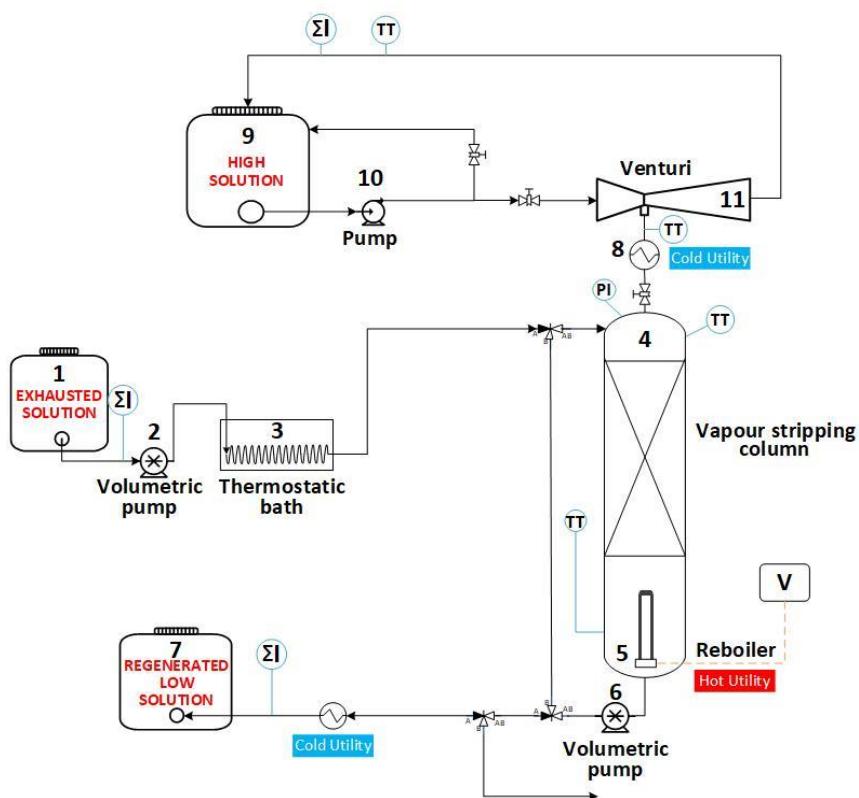 ΣI
TT
9
HIGH
SOLUTION
10
Pump
Venturi
11
TT
8
Cold Utility
PI
4
TT
A
B
AB
1
EXHAUSTED
SOLUTION
ΣI
2
Volumetric
pump
3
Thermostatic
bath
Vapour stripping
column
TT
V
5
Reboiler
Hot Utility
7
REGENERATED
LOW
SOLUTION
ΣI
Cold Utility
A
B
AB
A
B
AB
6
Volumetric
pump